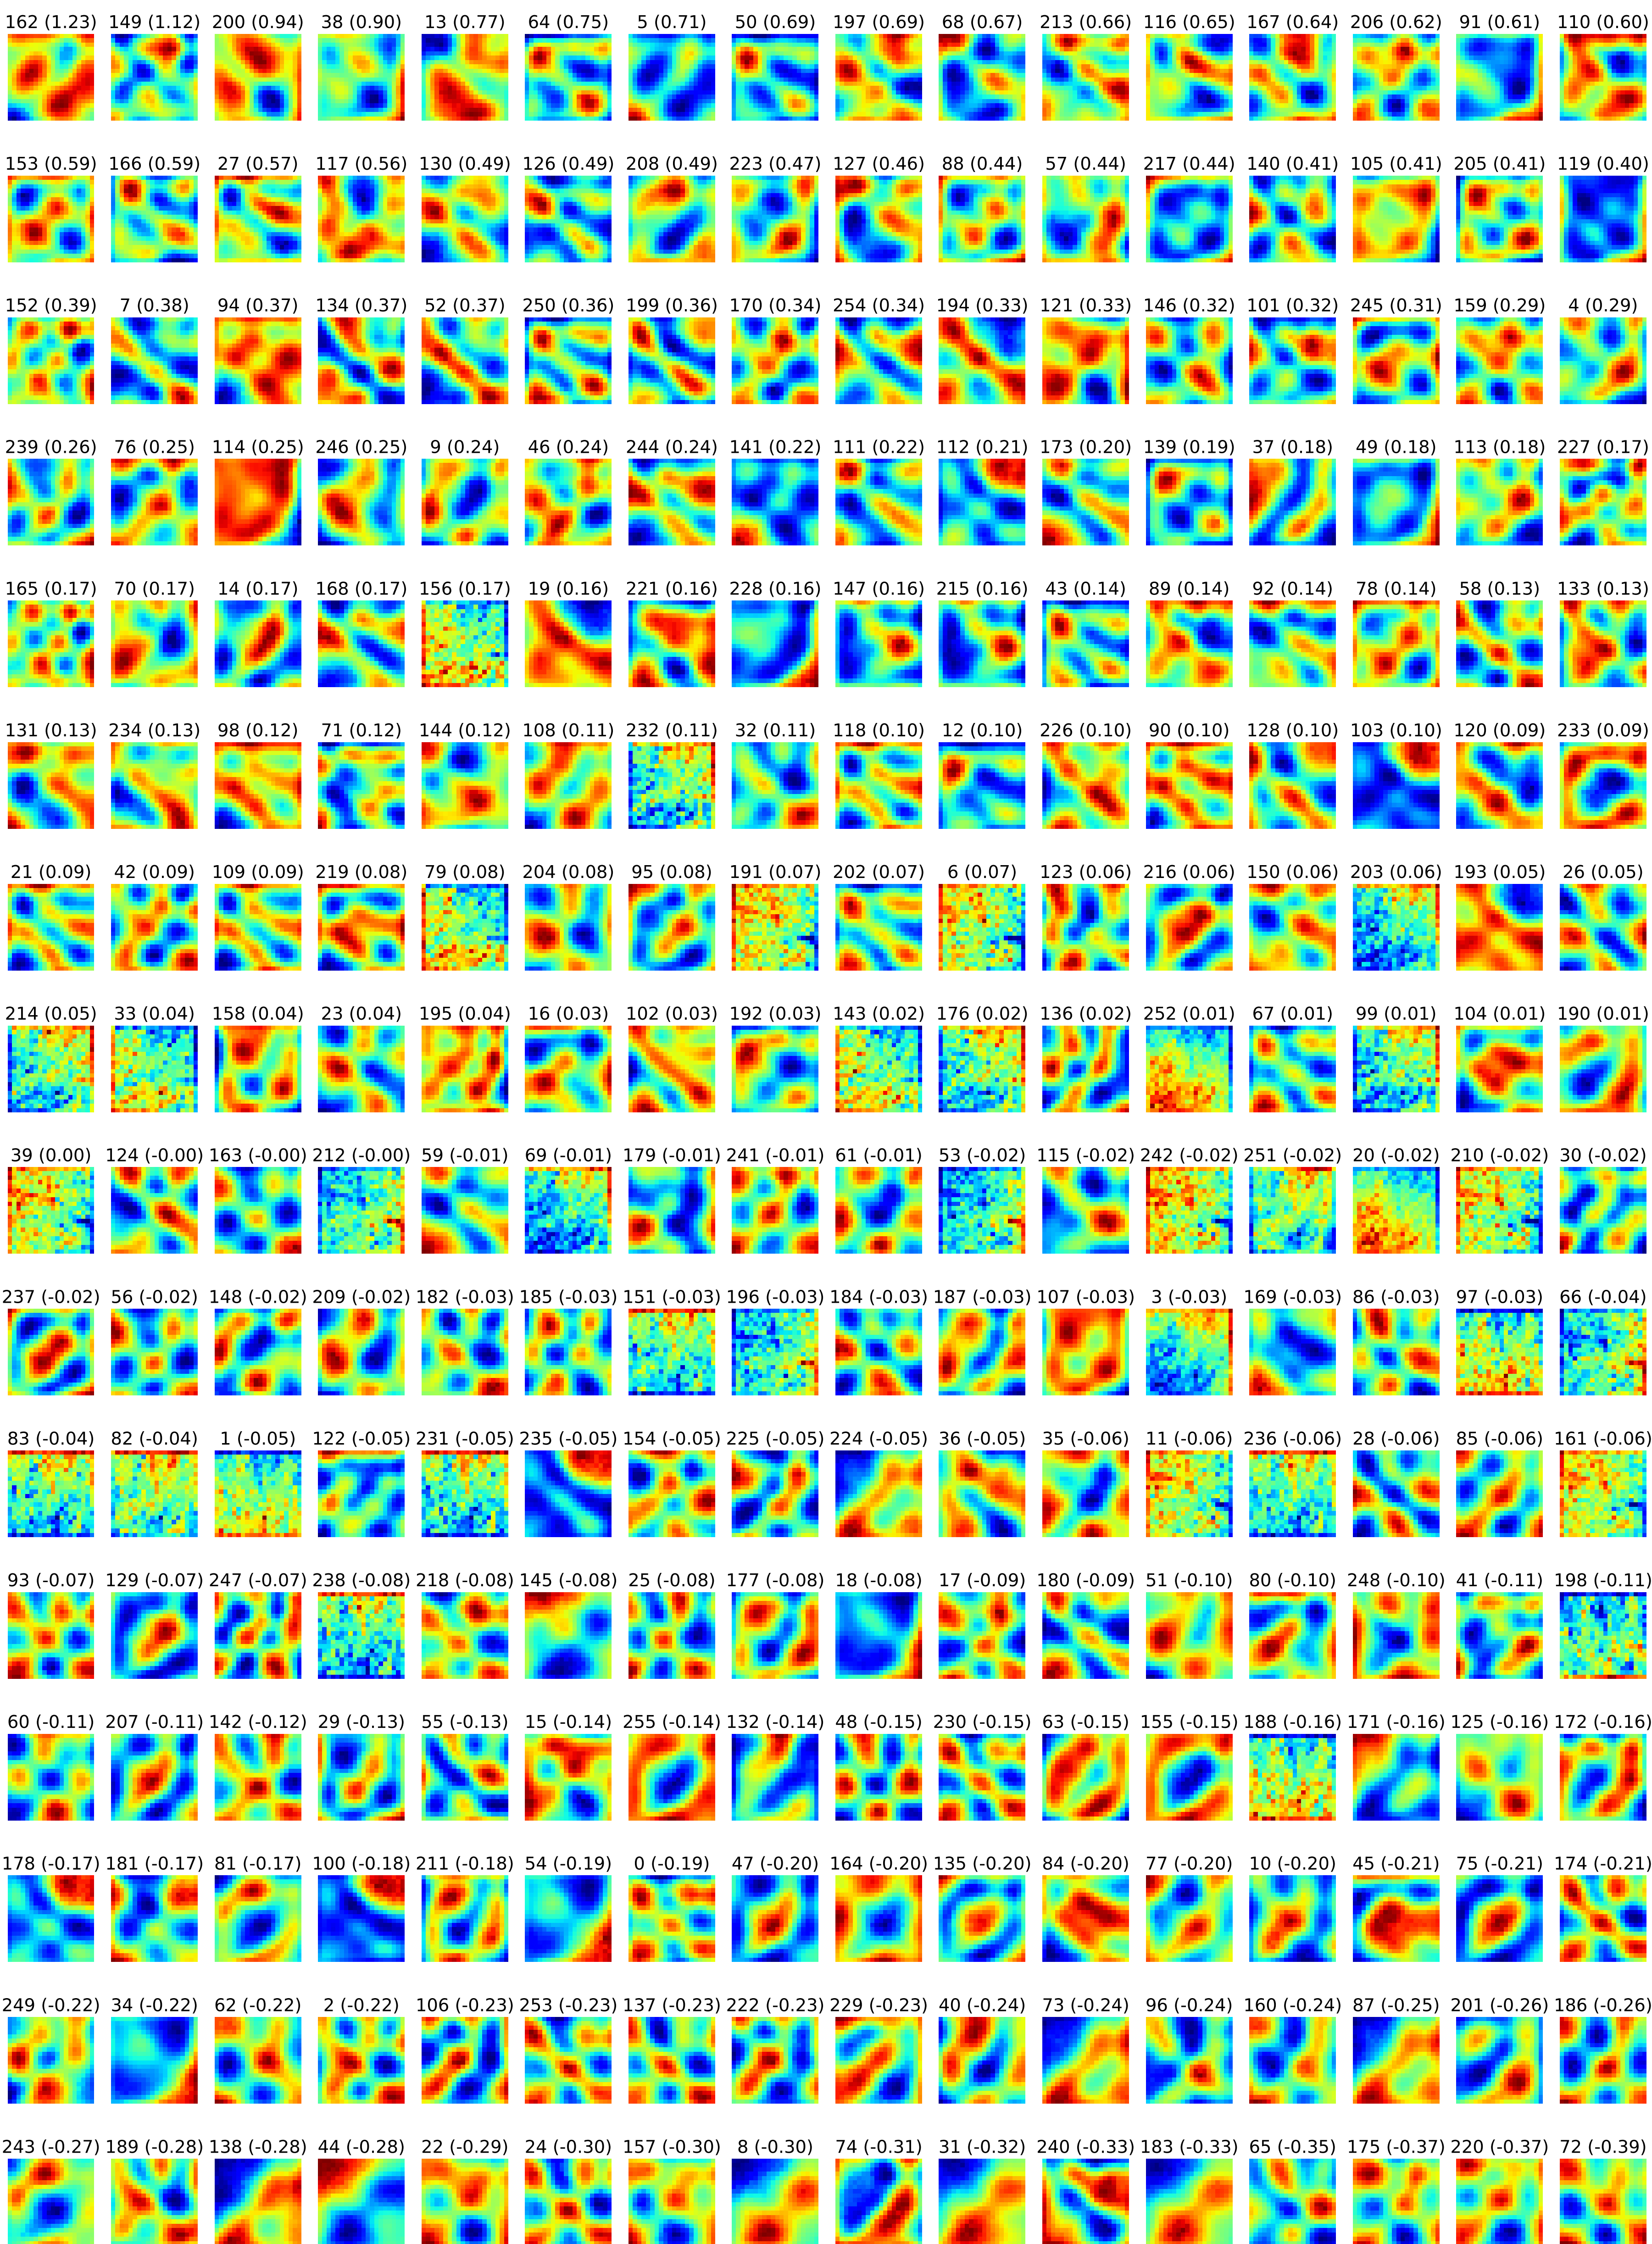 162 (1.23) 149 (1.12) 200 (0.94) 38 (0.90) 13 (0.77) 64 (0.75) 5 (0.71) 50 (0.69) 197 (0.69) 68 (0.67) 213 (0.66) 116 (0.65) 167 (0.64) 206 (0.62) 91 (0.61) 110 (0.60)
153 (0.59) 166 (0.59) 27 (0.57) 117 (0.56) 130 (0.49) 126 (0.49) 208 (0.49) 223 (0.47) 127 (0.46) 88 (0.44) 57 (0.44) 217 (0.44) 140 (0.41) 105 (0.41) 205 (0.41) 119 (0.40)
152 (0.39) 7 (0.38) 94 (0.37) 134 (0.37) 52 (0.37) 250 (0.36) 199 (0.36) 170 (0.34) 254 (0.34) 194 (0.33) 121 (0.33) 146 (0.32) 101 (0.32) 245 (0.31) 159 (0.29) 4 (0.29)
239 (0.26) 76 (0.25) 114 (0.25) 246 (0.25) 9 (0.24) 46 (0.24) 244 (0.24) 141 (0.22) 111 (0.22) 112 (0.21) 173 (0.20) 139 (0.19) 37 (0.18) 49 (0.18) 113 (0.18) 227 (0.17)
165 (0.17) 70 (0.17) 14 (0.17) 168 (0.17) 156 (0.17) 19 (0.16) 221 (0.16) 228 (0.16) 147 (0.16) 215 (0.16) 43 (0.14) 89 (0.14) 92 (0.14) 78 (0.14) 58 (0.13) 133 (0.13)
131 (0.13) 234 (0.13) 98 (0.12) 71 (0.12) 144 (0.12) 108 (0.11) 232 (0.11) 32 (0.11) 118 (0.10) 12 (0.10) 226 (0.10) 90 (0.10) 128 (0.10) 103 (0.10) 120 (0.09) 233 (0.09)
21 (0.09) 42 (0.09) 109 (0.09) 219 (0.08) 79 (0.08) 204 (0.08) 95 (0.08) 191 (0.07) 202 (0.07) 6 (0.07) 123 (0.06) 216 (0.06) 150 (0.06) 203 (0.06) 193 (0.05) 26 (0.05)
214 (0.05) 33 (0.04) 158 (0.04) 23 (0.04) 195 (0.04) 16 (0.03) 102 (0.03) 192 (0.03) 143 (0.02) 176 (0.02) 136 (0.02) 252 (0.01) 67 (0.01) 99 (0.01) 104 (0.01) 190 (0.01)
39 (0.00) 124 (-0.00) 163 (-0.00) 212 (-0.00) 59 (-0.01) 69 (-0.01) 179 (-0.01) 241 (-0.01) 61 (-0.01) 53 (-0.02) 115 (-0.02) 242 (-0.02) 251 (-0.02) 20 (-0.02) 210 (-0.02) 30 (-0.02)
237 (-0.02) 56 (-0.02) 148 (-0.02) 209 (-0.02) 182 (-0.03) 185 (-0.03) 151 (-0.03) 196 (-0.03) 184 (-0.03) 187 (-0.03) 107 (-0.03) 3 (-0.03) 169 (-0.03) 86 (-0.03) 97 (-0.03) 66 (-0.04)
83 (-0.04) 82 (-0.04) 1 (-0.05) 122 (-0.05) 231 (-0.05) 235 (-0.05) 154 (-0.05) 225 (-0.05) 224 (-0.05) 36 (-0.05) 35 (-0.06) 11 (-0.06) 236 (-0.06) 28 (-0.06) 85 (-0.06) 161 (-0.06)
93 (-0.07) 129 (-0.07) 247 (-0.07) 238 (-0.08) 218 (-0.08) 145 (-0.08) 25 (-0.08) 177 (-0.08) 18 (-0.08) 17 (-0.09) 180 (-0.09) 51 (-0.10) 80 (-0.10) 248 (-0.10) 41 (-0.11) 198 (-0.11)
60 (-0.11) 207 (-0.11) 142 (-0.12) 29 (-0.13) 55 (-0.13) 15 (-0.14) 255 (-0.14) 132 (-0.14) 48 (-0.15) 230 (-0.15) 63 (-0.15) 155 (-0.15) 188 (-0.16) 171 (-0.16) 125 (-0.16) 172 (-0.16)
178 (-0.17) 181 (-0.17) 81 (-0.17) 100 (-0.18) 211 (-0.18) 54 (-0.19) 0 (-0.19) 47 (-0.20) 164 (-0.20) 135 (-0.20) 84 (-0.20) 77 (-0.20) 10 (-0.20) 45 (-0.21) 75 (-0.21) 174 (-0.21)
249 (-0.22) 34 (-0.22) 62 (-0.22) 2 (-0.22) 106 (-0.23) 253 (-0.23) 137 (-0.23) 222 (-0.23) 229 (-0.23) 40 (-0.24) 73 (-0.24) 96 (-0.24) 160 (-0.24) 87 (-0.25) 201 (-0.26) 186 (-0.26)
243 (-0.27) 189 (-0.28) 138 (-0.28) 44 (-0.28) 22 (-0.29) 24 (-0.30) 157 (-0.30) 8 (-0.30) 74 (-0.31) 31 (-0.32) 240 (-0.33) 183 (-0.33) 65 (-0.35) 175 (-0.37) 220 (-0.37) 72 (-0.39)